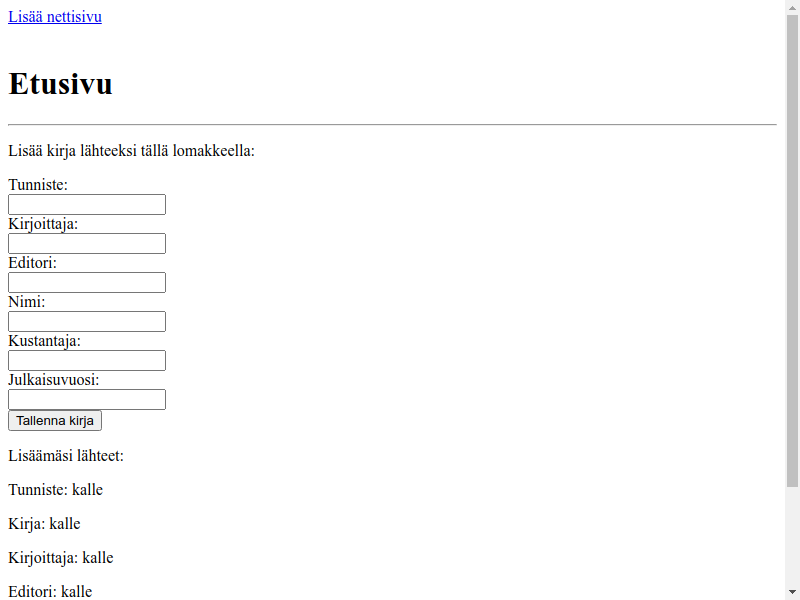 Lisää nettisivu
Etusivu
Lisää kirja lähteeksi tällä lomakkeella:
Tunniste:
Kirjoittaja:
Editori:
Nimi:
Kustantaja:
Julkaisuvuosi:
Tallenna kirja
Lisäämäsi lähteet:
Tunniste: kalle
Kirja: kalle
Kirjoittaja: kalle
Editori: kalle